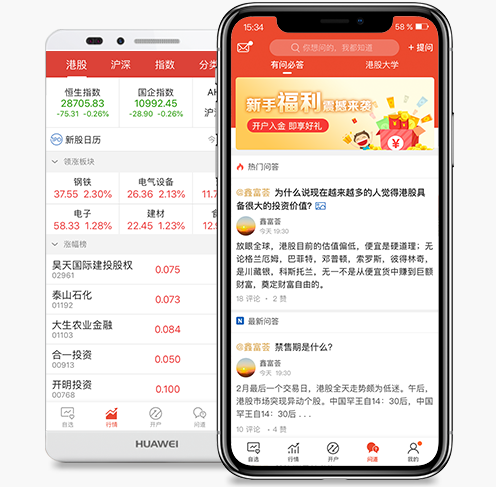 港股
沪深
指数
分类
恒生指数
28705.83
-75.31 -0.26%
国企指数
10992.45
-28.90 -0.26%
新股日历
领涨板块
钢铁
37.55 2.30%
电气设备
26.36 2.13%
电子
58.33 1.28%
建材
22.45 1.23%
涨幅榜
昊天国际建投股权
02961
0.075
泰山石化
01192
0.073
大生农业金融
01103
0.084
合一投资
00913
0.050
开明投资
00768
0.100
自选
行情
开户
问道
HUAWEI
15:34
58 %
你想问的，我都知道
+ 提问
有问必答
港股大学
新手福利震撼来袭
开户入金 即享好礼
热门问答
@鑫富荟 为什么说现在越来越多的人觉得港股具
备很大的投资价值？
鑫富荟
今天 19:30
放眼全球，港股目前的估值偏低，便宜是硬道理；无
论格兰厄姆，巴菲特，邓普顿，索罗斯，彼得林奇，
是川藏银，科斯托兰，无一不是从便宜货中赚到巨额
财富，奠定财富自由的。
18 评论 • 2 赞
N 最新问答
@鑫富荟 禁售期是什么?
鑫富荟
今天 19:30
2月最后一个交易日，港股全天走势颇为低迷。午后，
港股市场突现异动个股。中国罕王自14：30后，中国
罕王自14：30后 ...
10 评论 • 4 赞
自选
行情
开户
问道
我的